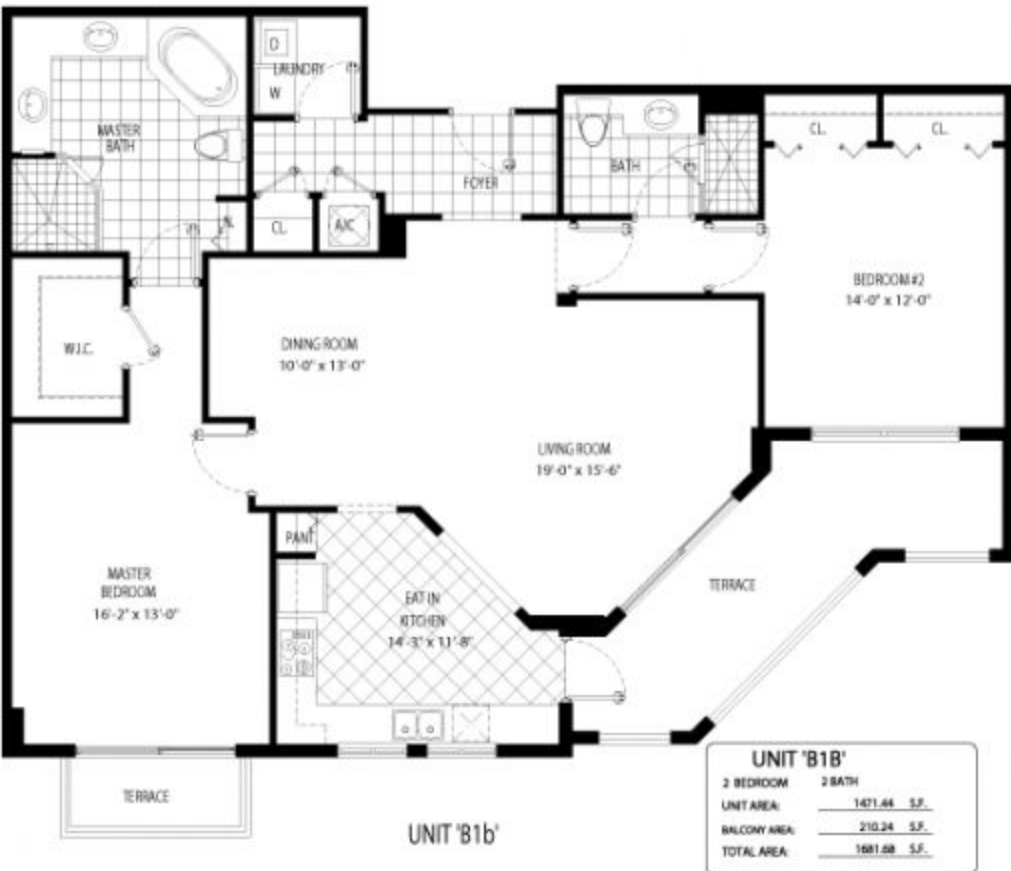 D
LAUNDRY
W
MASTER
BATH
CL.
CL.
BATH
FOYER
CL.
A/C
BEDROOM #2
14'-0" x 12'-0"
W.I.C.
DINING ROOM
10'-0" x 13'-0"
LIVING ROOM
19'-0" x 15'-6"
PANT.
MASTER
BEDROOM
16'-2" x 13'-0"
EAT IN
KITCHEN
14'-3" x 11'-8"
TERRACE
TERRACE
UNIT 'B1b'
UNIT 'B1B'
2 BEDROOM 2 BATH
UNIT AREA: 1471.44 S.F.
BALCONY AREA: 210.24 S.F.
TOTAL AREA: 1681.68 S.F.